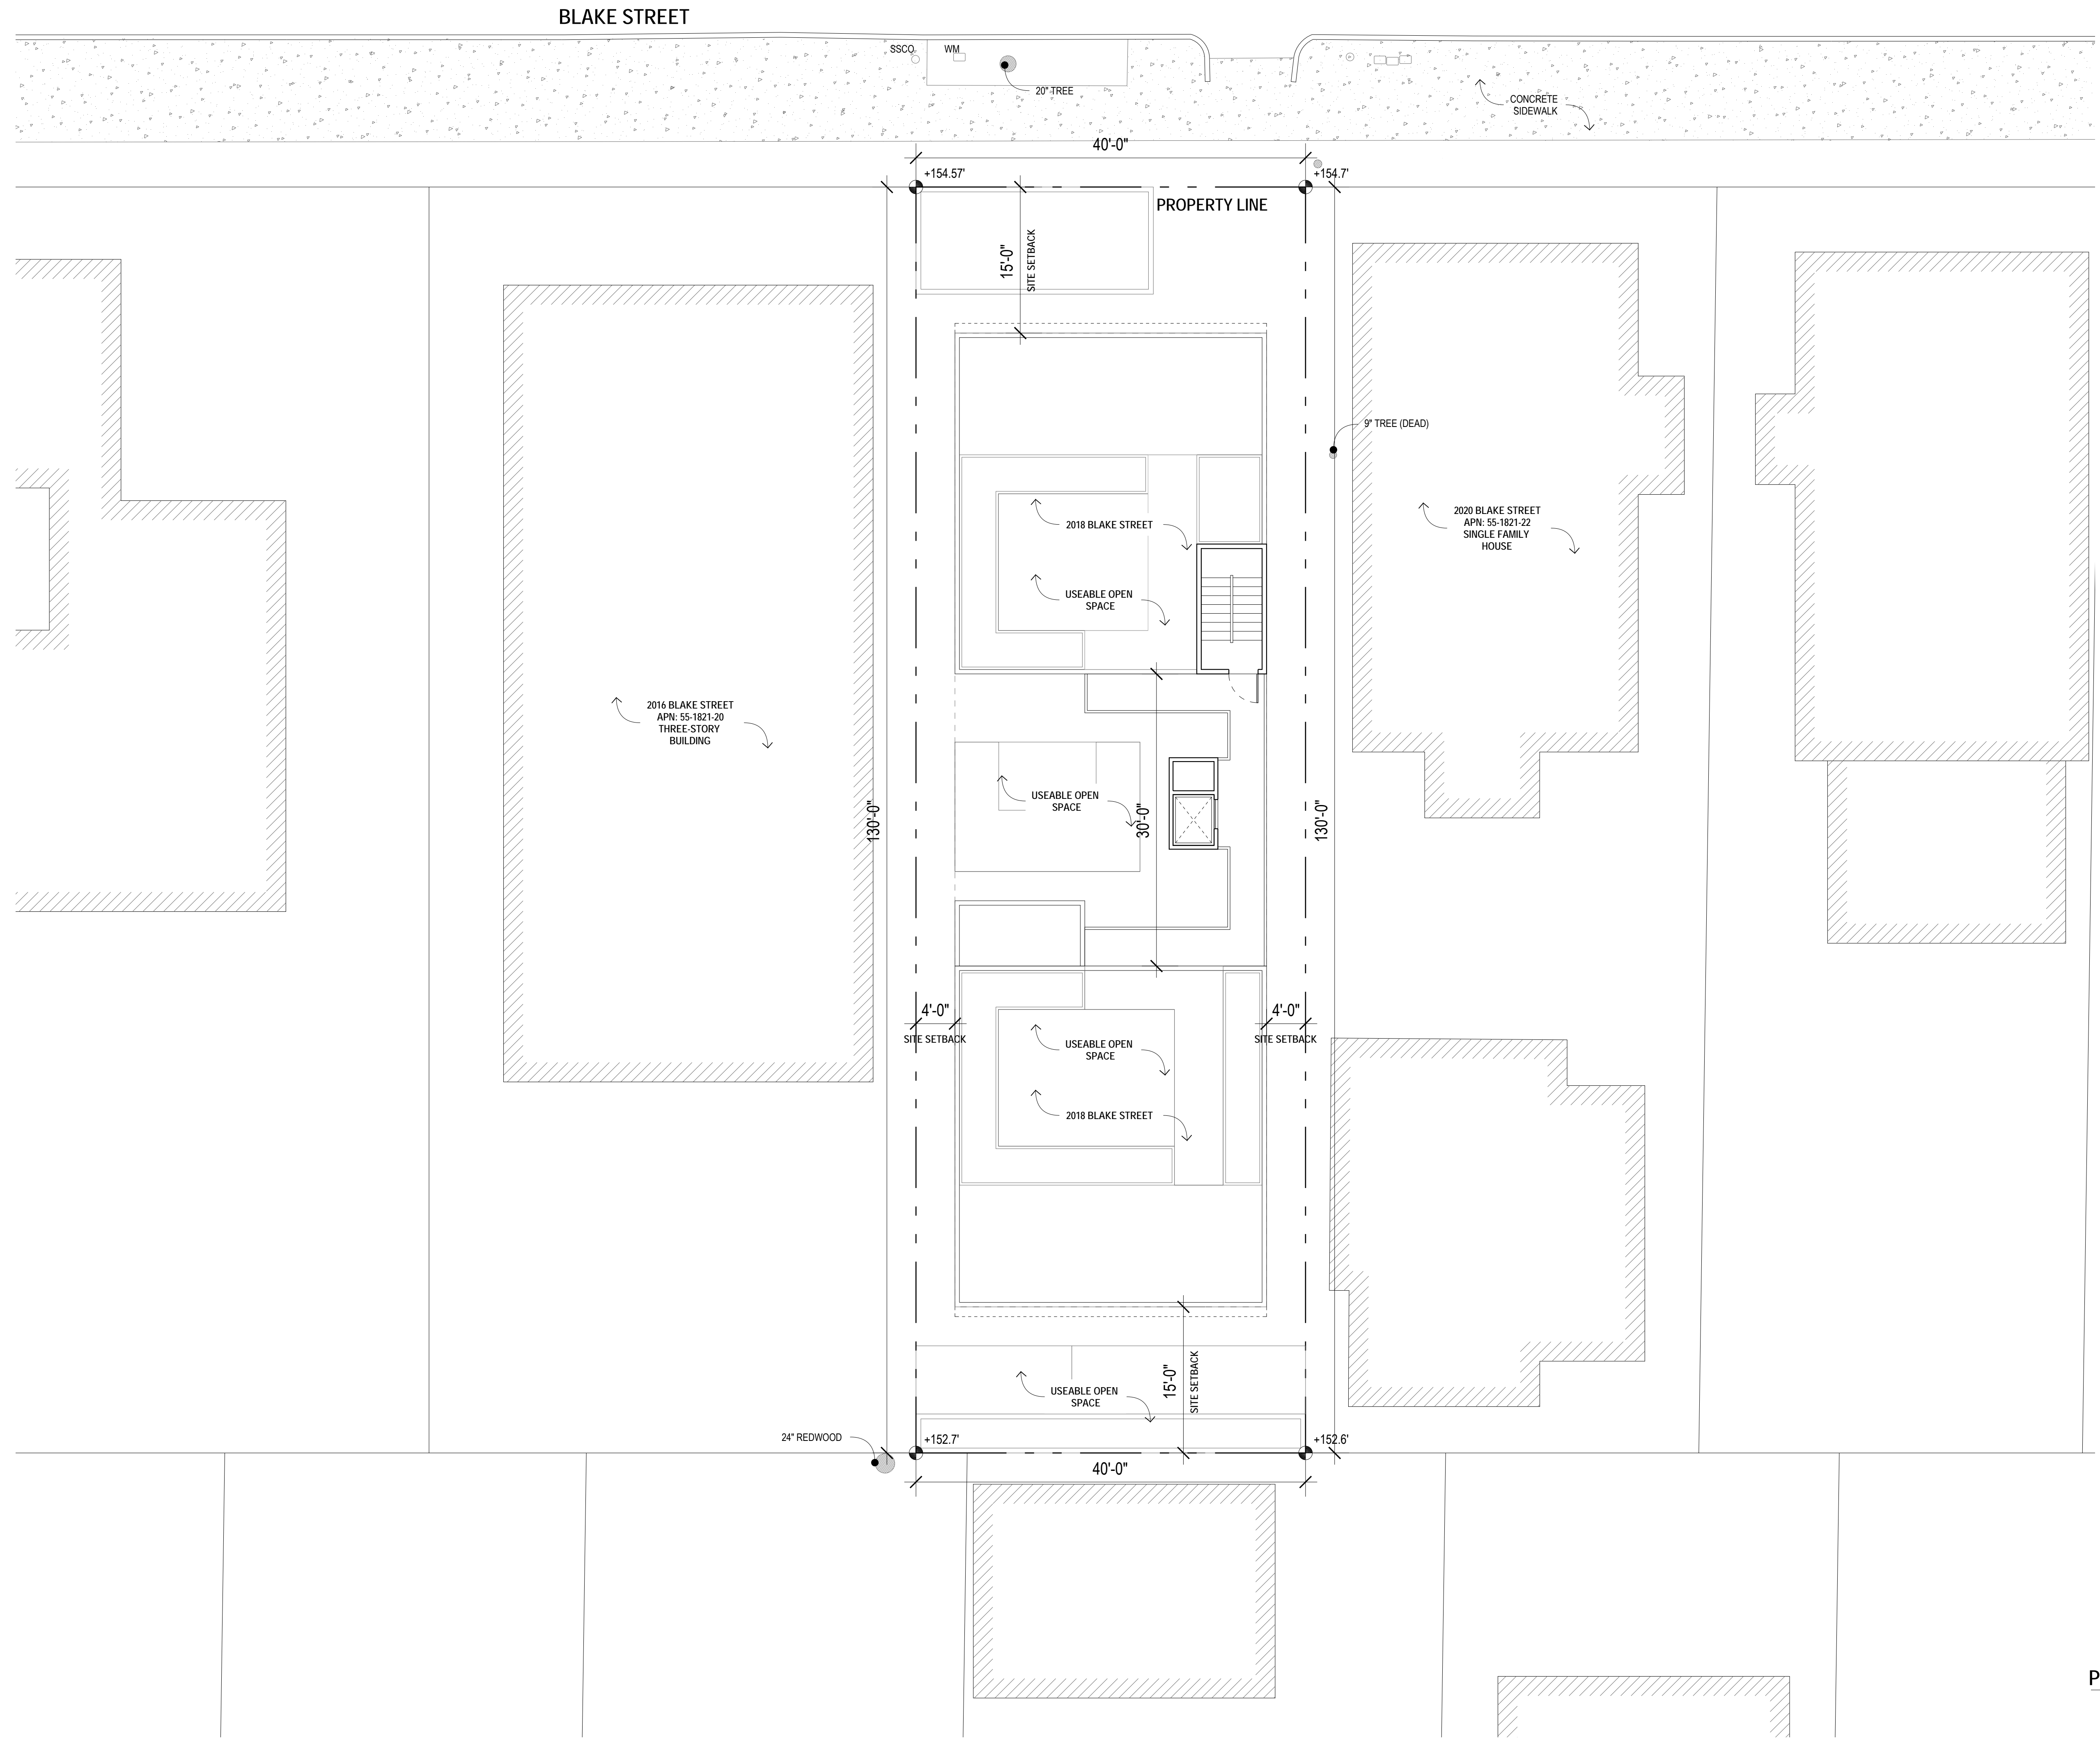 BLAKE STREET
SSCO
WM
20" TREE
CONCRETE
SIDEWALK
40'-0"
+154.57'
+154.7'
PROPERTY LINE
15'-0"
SITE SETBACK
9" TREE (DEAD)
2018 BLAKE STREET
2020 BLAKE STREET
APN: 55-1821-22
SINGLE FAMILY
HOUSE
USEABLE OPEN
SPACE
2016 BLAKE STREET
APN: 55-1821-20
THREE-STORY
BUILDING
USEABLE OPEN
SPACE
130'-0"
30'-0"
130'-0"
4'-0"
SITE SETBACK
4'-0"
SITE SETBACK
USEABLE OPEN
SPACE
2018 BLAKE STREET
15'-0"
SITE SETBACK
USEABLE OPEN
SPACE
24" REDWOOD
+152.7'
+152.6'
40'-0"
P